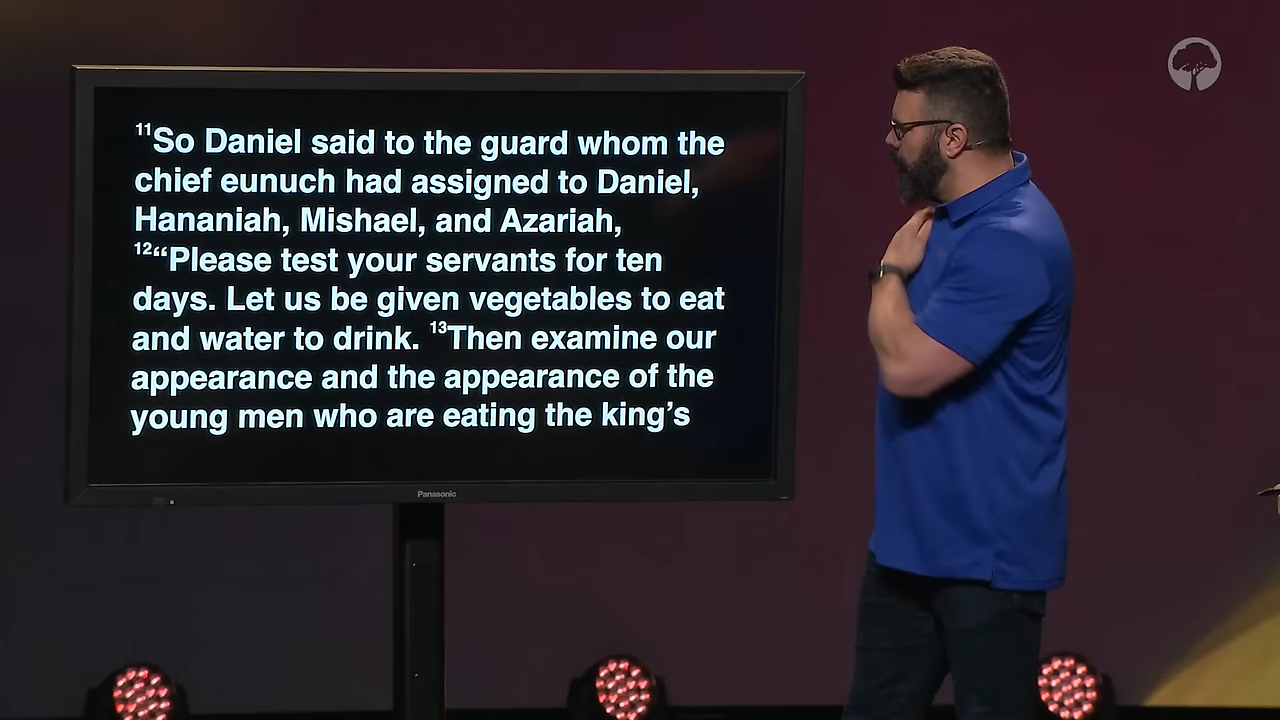 ¹¹So Daniel said to the guard whom the
chief eunuch had assigned to Daniel,
Hananiah, Mishael, and Azariah,
¹²“Please test your servants for ten
days. Let us be given vegetables to eat
and water to drink. ¹³Then examine our
appearance and the appearance of the
young men who are eating the king’s
Panasonic